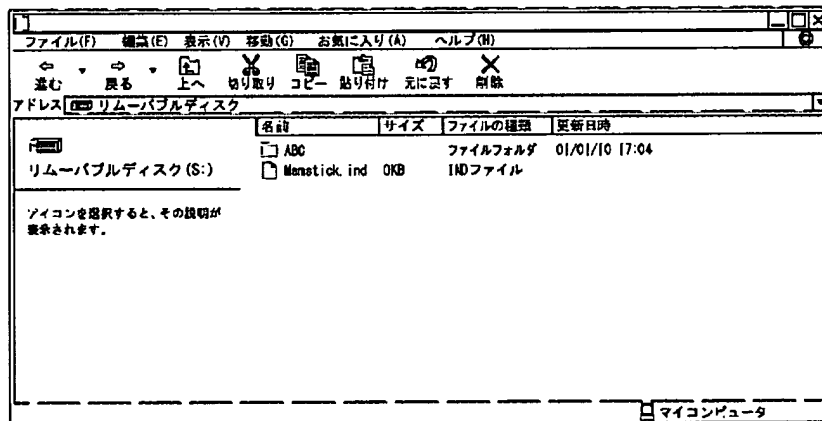 ファイル(F) 編集(E) 表示(V) 移動(G) お気に入り(A) ヘルプ(H)
進む 戻る 上へ 切り取り コピー 貼り付け 元に戻す 削除
アドレス リムーバブルディスク
名前 サイズ ファイルの種類 更新日時
ABC ファイルフォルダ 01/01/10 17:04
Memstick.ind 0KB INDファイル
リムーバブルディスク(S:)
アイコンを選択すると、その説明が
表示されます。
マイコンピュータ